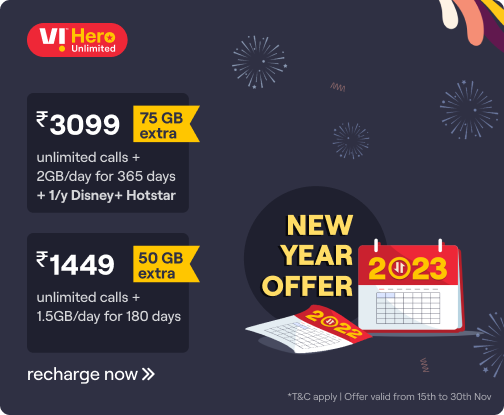 VI! Hero
Unlimited
₹3099
75 GB
extra
unlimited calls +
2GB/day for 365 days
+ 1/y Disney+ Hotstar
₹1449
50 GB
extra
unlimited calls +
1.5GB/day for 180 days
NEW
YEAR
OFFER
2023
2022
recharge now
*T&C apply | Offer valid from 15th to 30th Nov